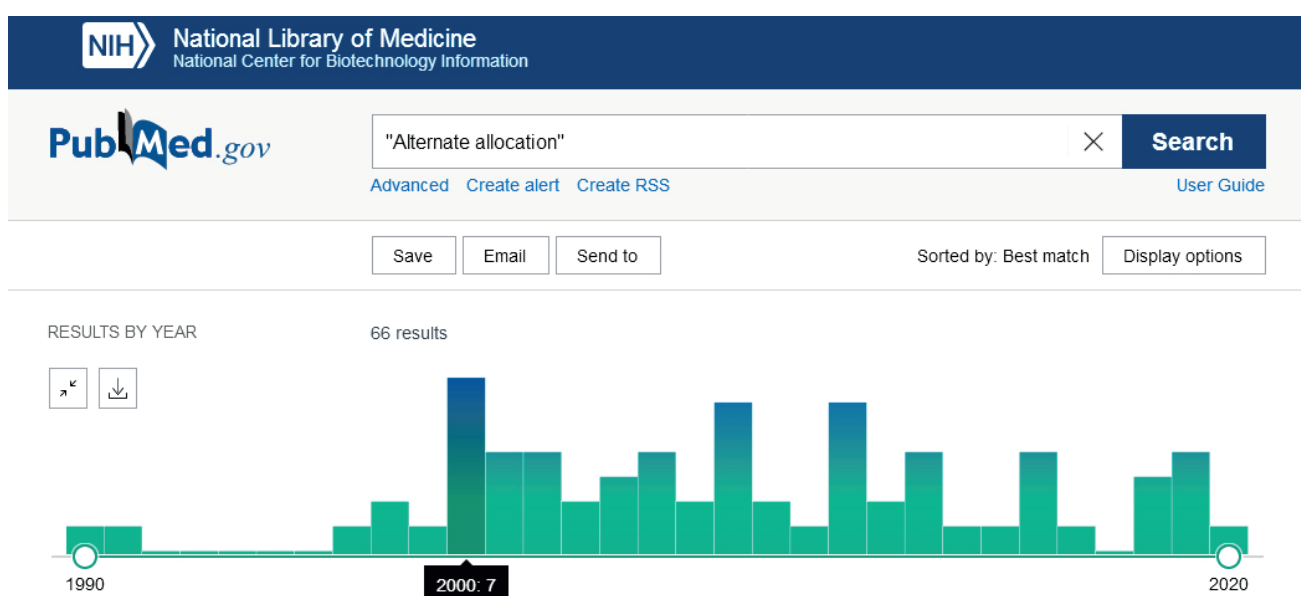 NIH
National Library of Medicine
National Center for Biotechnology Information
PubMed.gov
"Alternate allocation"
Search
Advanced Create alert Create RSS
User Guide
Save Email Send to
Sorted by: Best match Display options
RESULTS BY YEAR
66 results
1990
2000: 7
2020